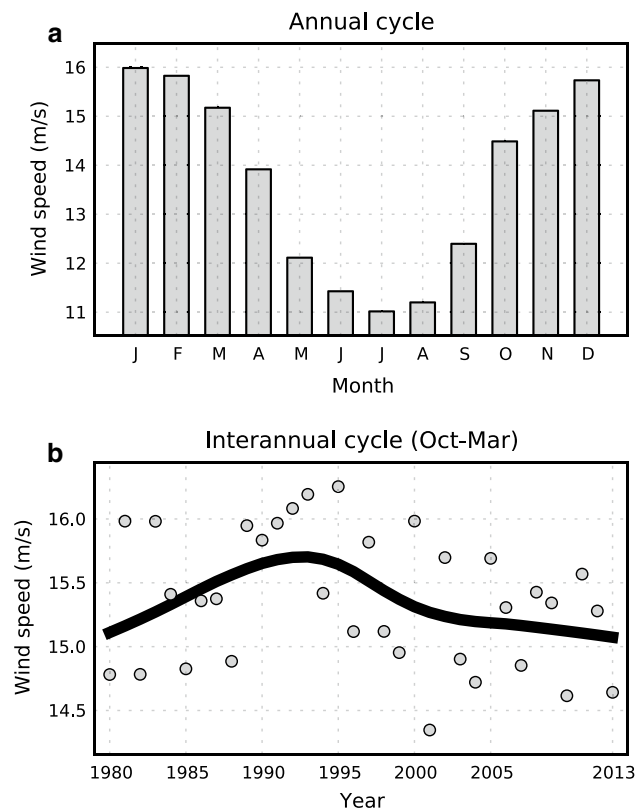 a
Annual cycle
Wind speed (m/s)
16
15
14
13
12
11
J F M A M J J A S O N D
Month
b
Interannual cycle (Oct-Mar)
Wind speed (m/s)
16.0
15.5
15.0
14.5
1980 1985 1990 1995 2000 2005 2013
Year